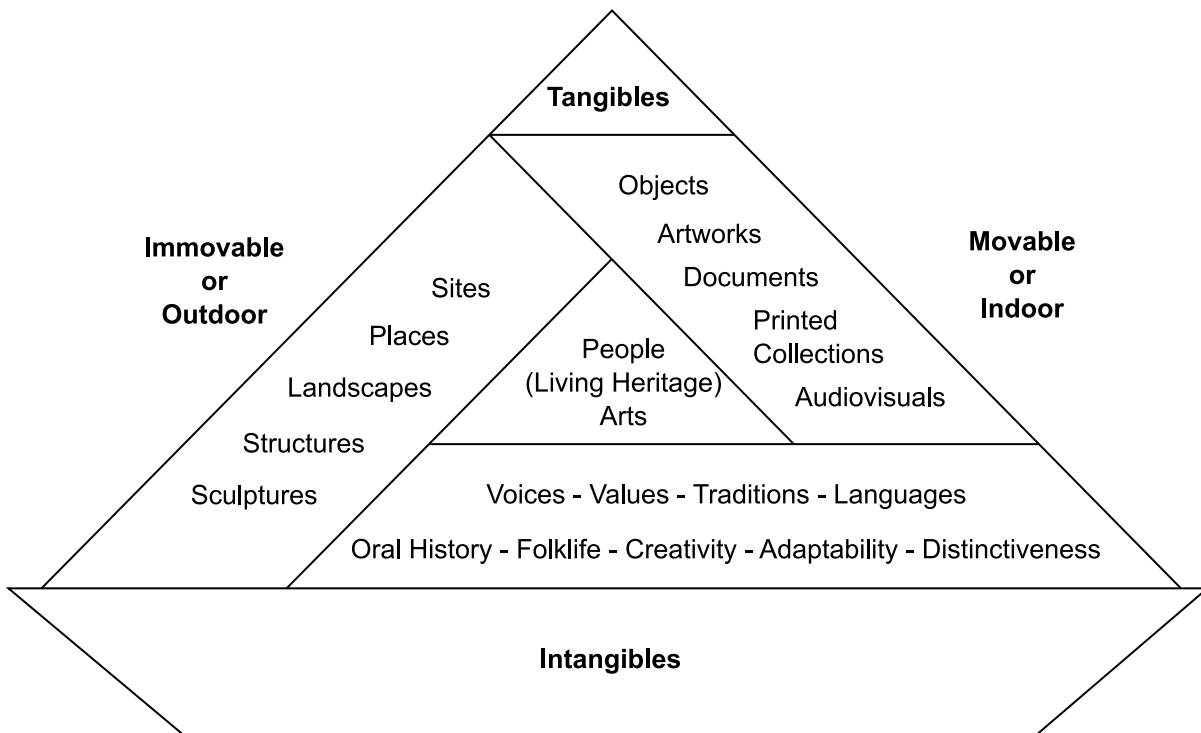 Tangibles
Immovable
or
Outdoor
Sites
Places
Landscapes
Structures
Sculptures
Objects
Artworks
Documents
Printed
Collections
Audiovisuals
Movable
or
Indoor
People
(Living Heritage)
Arts
Voices - Values - Traditions - Languages
Oral History - Folklife - Creativity - Adaptability - Distinctiveness
Intangibles